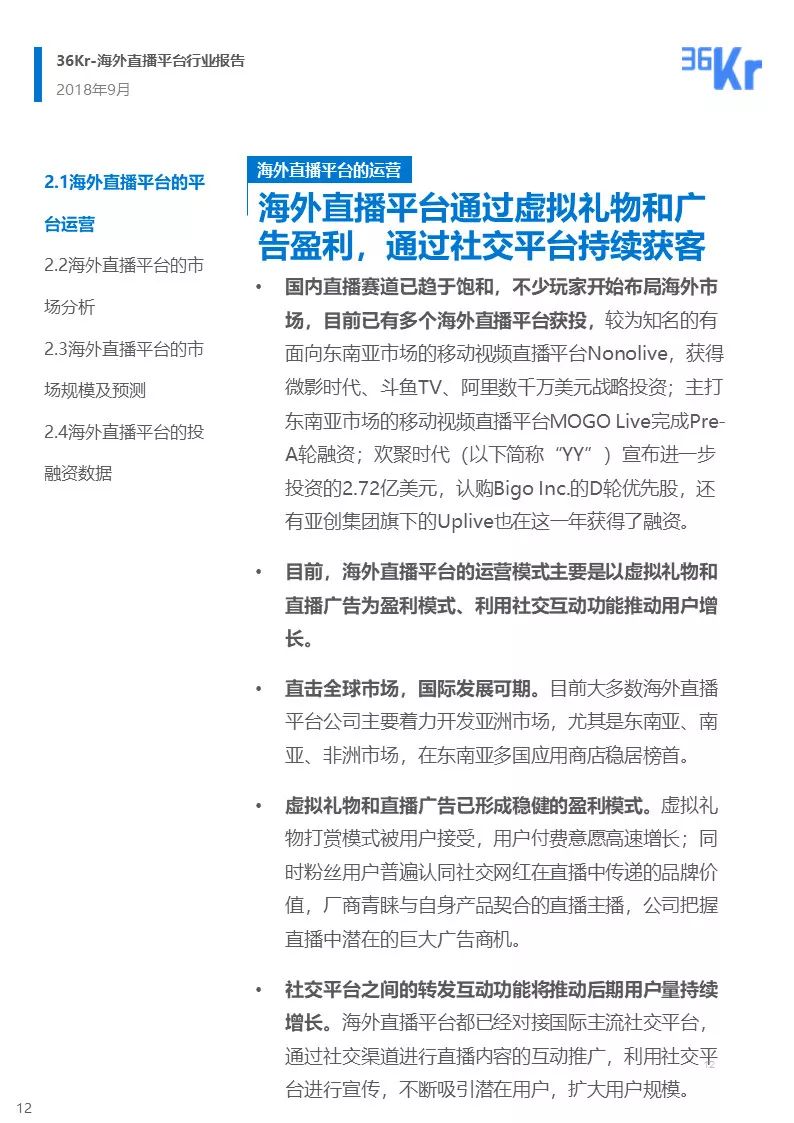 36Kr-海外直播平台行业报告
2018年9月
36Kr
2.1海外直播平台的平
台运营
2.2海外直播平台的市
场分析
2.3海外直播平台的市
场规模及预测
2.4海外直播平台的投
融资数据
海外直播平台的运营
海外直播平台通过虚拟礼物和广
告盈利，通过社交平台持续获客
• 国内直播赛道已趋于饱和，不少玩家开始布局海外市
场，目前已有多个海外直播平台获投，较为知名的有
面向东南亚市场的移动视频直播平台Nonolive，获得
微影时代、斗鱼TV、阿里数千万美元战略投资；主打
东南亚市场的移动视频直播平台MOGO Live完成Pre-
A轮融资；欢聚时代（以下简称“YY”）宣布进一步
投资的2.72亿美元，认购Bigo Inc.的D轮优先股，还
有亚创集团旗下的Uplive也在这一年获得了融资。
• 目前，海外直播平台的运营模式主要是以虚拟礼物和
直播广告为盈利模式、利用社交互动功能推动用户增
长。
• 直击全球市场，国际发展可期。目前大多数海外直播
平台公司主要着力开发亚洲市场，尤其是东南亚、南
亚、非洲市场，在东南亚多国应用商店稳居榜首。
• 虚拟礼物和直播广告已形成稳健的盈利模式。虚拟礼
物打赏模式被用户接受，用户付费意愿高速增长；同
时粉丝用户普遍认同社交网红在直播中传递的品牌价
值，厂商青睐与自身产品契合的直播主播，公司把握
直播中潜在的巨大广告商机。
• 社交平台之间的转发互动功能将推动后期用户量持续
增长。海外直播平台都已经对接国际主流社交平台，
通过社交渠道进行直播内容的互动推广，利用社交平
台进行宣传，不断吸引潜在用户，扩大用户规模。
12
12